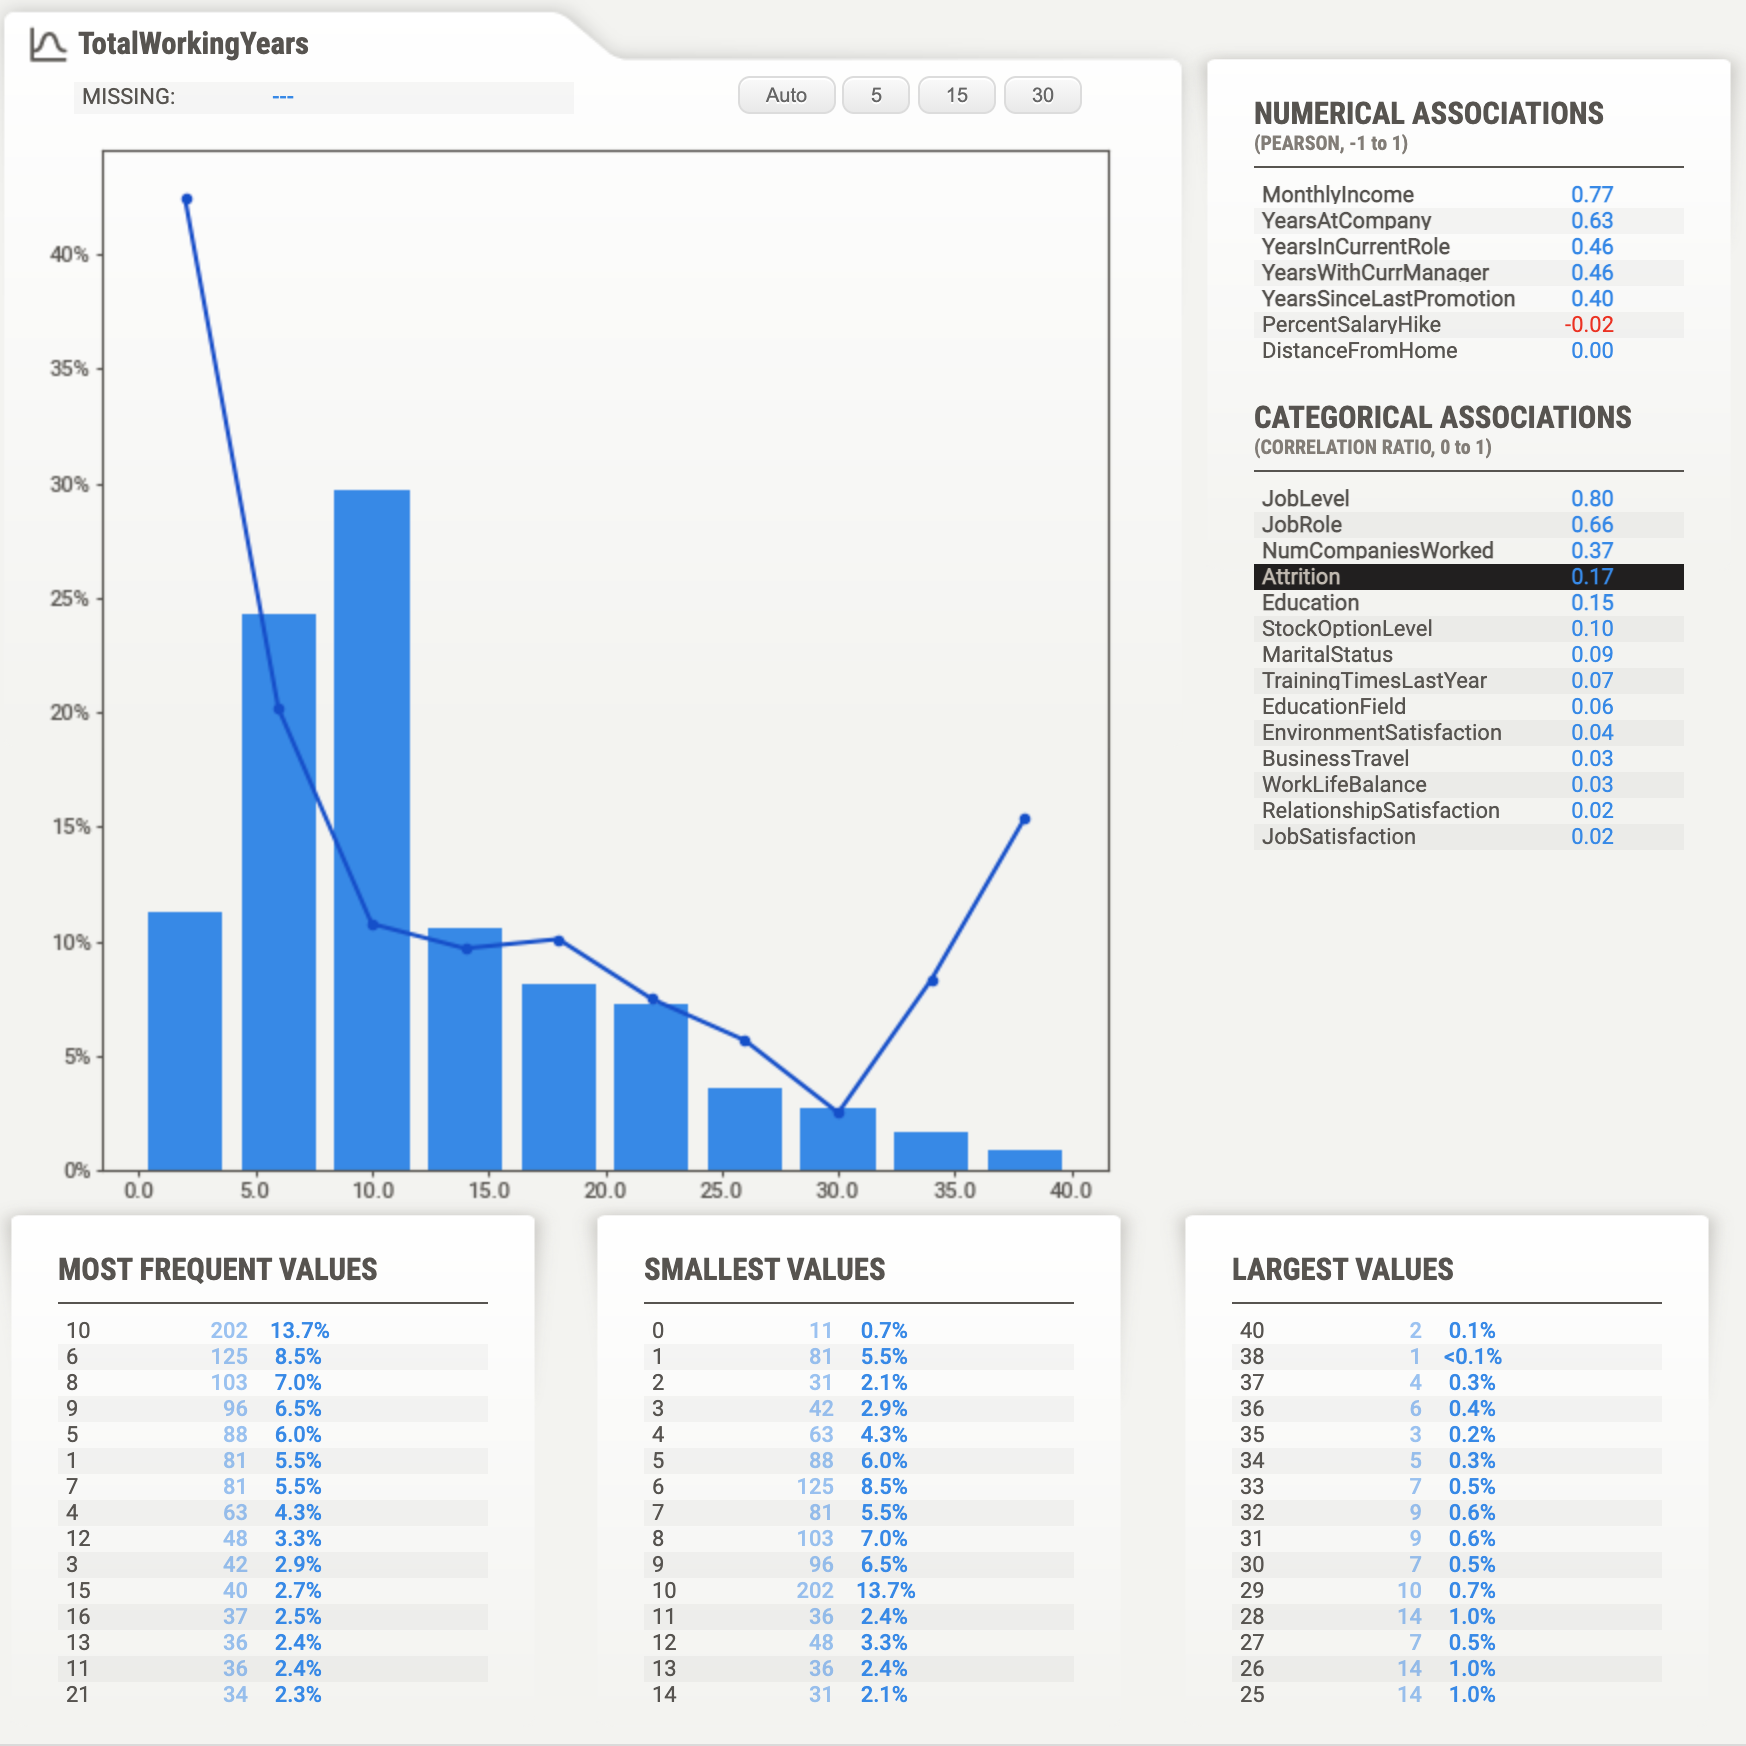 TotalWorkingYears
MISSING: ---
Auto 5 15 30
40%
35%
30%
25%
20%
15%
10%
5%
0%
0.0 5.0 10.0 15.0 20.0 25.0 30.0 35.0 40.0
NUMERICAL ASSOCIATIONS
(PEARSON, -1 to 1)
MonthlyIncome 0.77
YearsAtCompany 0.63
YearsInCurrentRole 0.46
YearsWithCurrManager 0.46
YearsSinceLastPromotion 0.40
PercentSalaryHike -0.02
DistanceFromHome 0.00
CATEGORICAL ASSOCIATIONS
(CORRELATION RATIO, 0 to 1)
JobLevel 0.80
JobRole 0.66
NumCompaniesWorked 0.37
Attrition 0.17
Education 0.15
StockOptionLevel 0.10
MaritalStatus 0.09
TrainingTimesLastYear 0.07
EducationField 0.06
EnvironmentSatisfaction 0.04
BusinessTravel 0.03
WorkLifeBalance 0.03
RelationshipSatisfaction 0.02
JobSatisfaction 0.02
MOST FREQUENT VALUES
10 202 13.7%
6 125 8.5%
8 103 7.0%
9 96 6.5%
5 88 6.0%
1 81 5.5%
7 81 5.5%
4 63 4.3%
12 48 3.3%
3 42 2.9%
15 40 2.7%
16 37 2.5%
13 36 2.4%
11 36 2.4%
21 34 2.3%
SMALLEST VALUES
0 11 0.7%
1 81 5.5%
2 31 2.1%
3 42 2.9%
4 63 4.3%
5 88 6.0%
6 125 8.5%
7 81 5.5%
8 103 7.0%
9 96 6.5%
10 202 13.7%
11 36 2.4%
12 48 3.3%
13 36 2.4%
14 31 2.1%
LARGEST VALUES
40 2 0.1%
38 1 <0.1%
37 4 0.3%
36 6 0.4%
35 3 0.2%
34 5 0.3%
33 7 0.5%
32 9 0.6%
31 9 0.6%
30 7 0.5%
29 10 0.7%
28 14 1.0%
27 7 0.5%
26 14 1.0%
25 14 1.0%